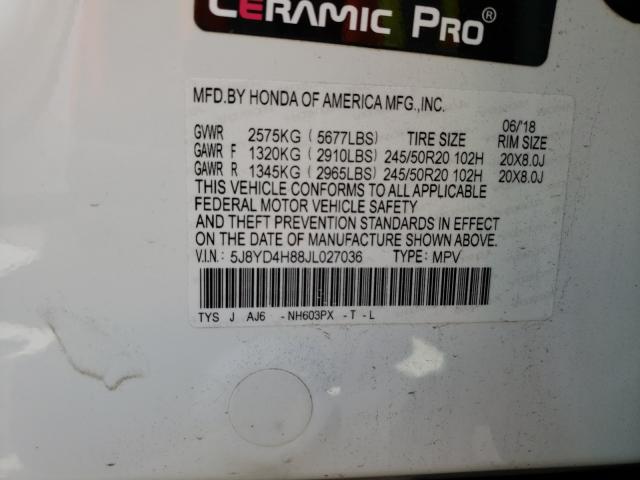 CERAMIC PRO®
MFD.BY HONDA OF AMERICA MFG.,INC.
06/'18
GVWR 2575KG (5677LBS) TIRE SIZE RIM SIZE
GAWR F 1320KG (2910LBS) 245/50R20 102H 20X8.0J
GAWR R 1345KG (2965LBS) 245/50R20 102H 20X8.0J
THIS VEHICLE CONFORMS TO ALL APPLICABLE
FEDERAL MOTOR VEHICLE SAFETY
AND THEFT PREVENTION STANDARDS IN EFFECT
ON THE DATE OF MANUFACTURE SHOWN ABOVE.
V.I.N.: 5J8YD4H88JL027036 TYPE: MPV
TYS J AJ6 -NH603PX -T -L